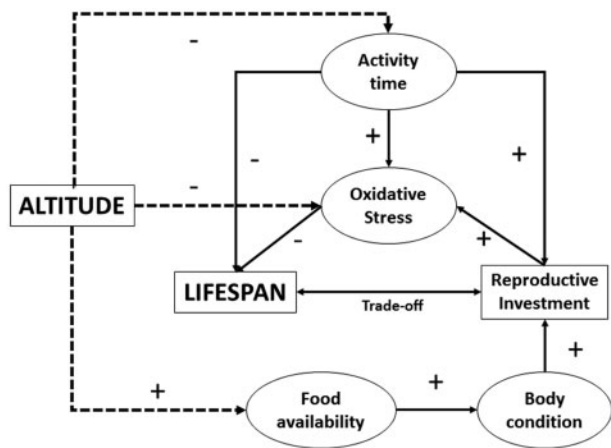 -
Activity
time
+
-
+
-
ALTITUDE
Oxidative
Stress
-
+
LIFESPAN
Trade-off
Reproductive
Investment
+
+
+
Food
availability
Body
condition